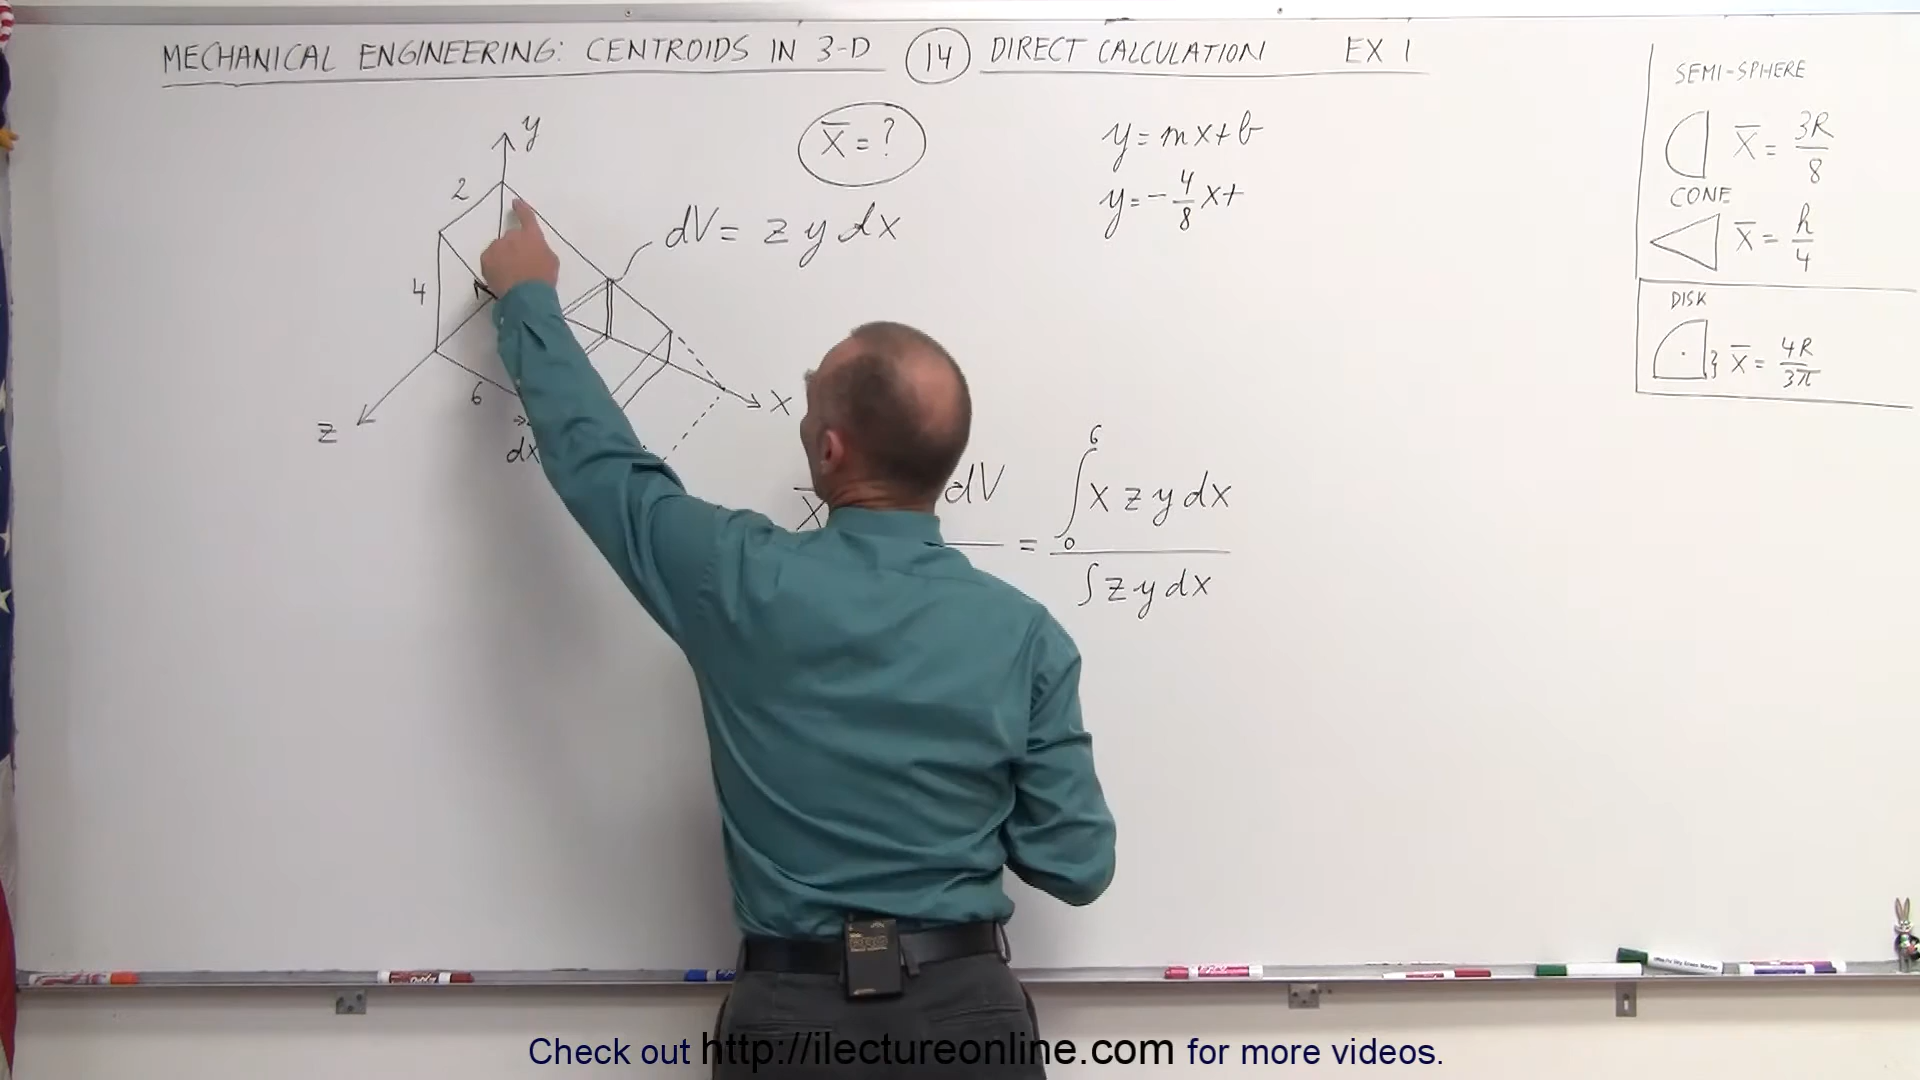 MECHANICAL ENGINEERING: CENTROIDS IN 3-D 14 DIRECT CALCULATION EX 1
y
2
4
6
dx
z
x
x̄ = ?
dV = z y dx
y = mx + b
y = -4/8 x +
x̄
dV = ∫₀⁶ x z y dx
∫ z y dx
SEMI-SPHERE
x̄ = 3R/8
CONE
x̄ = h/4
DISK
} x̄ = 4R/3π
Check out http://ilectureonline.com for more videos.